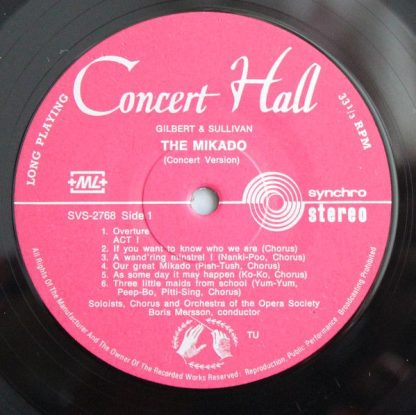 Concert Hall
LONG PLAYING
33 1/3 RPM
GILBERT & SULLIVAN
THE MIKADO
(Concert Version)
ML
synchro
stereo
SVS-2768 Side 1
1. Overture
ACT I
2. If you want to know who we are (Chorus)
3. A wand'ring minstrel I (Nanki-Poo, Chorus)
4. Our great Mikado (Pish-Tush, Chorus)
5. As some day it may happen (Ko-Ko, Chorus)
6. Three little maids from school (Yum-Yum,
Peep-Bo, Pitti-Sing, Chorus)
Soloists, Chorus and Orchestra of the Opera Society
Boris Mersson, conductor
TU
All Rights Of The Manufacturer And The Owner Of The Recorded Works Reserved: Reproduction, Public Performance, Broadcasting Prohibited